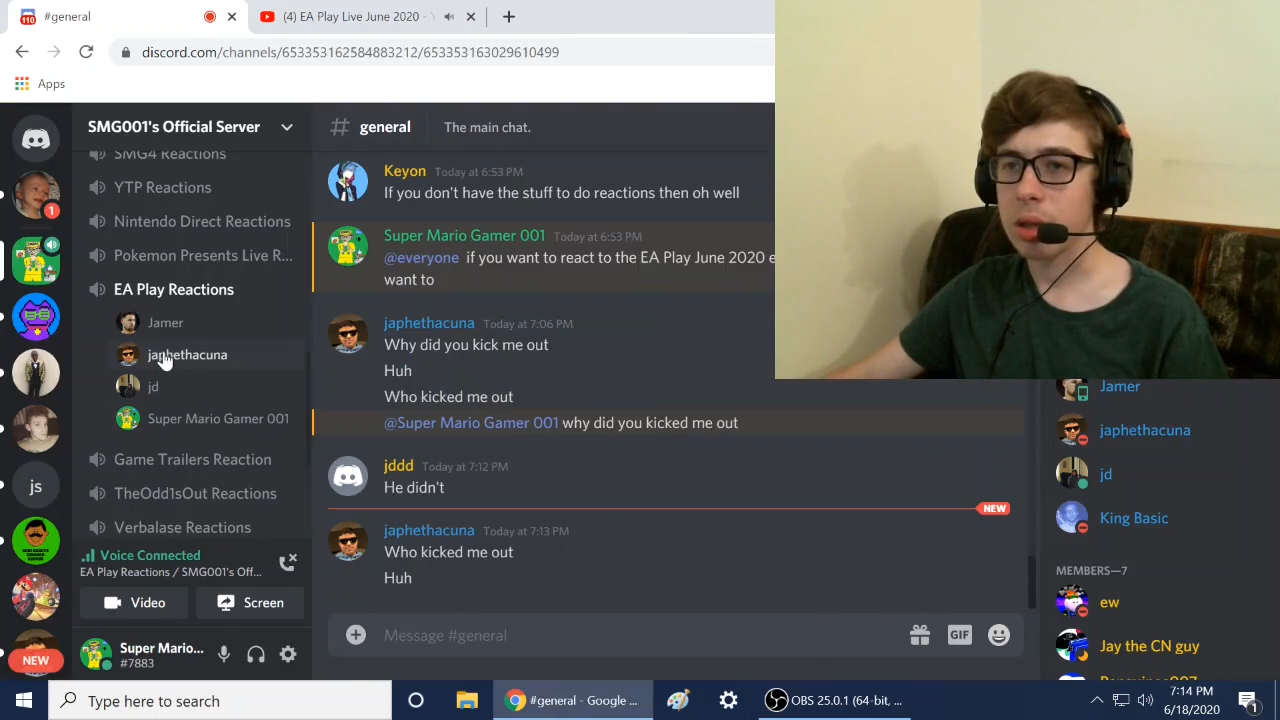 110
#general
(4) EA Play Live June 2020 -
discord.com/channels/653353162584883212/653353163029610499
Apps
SMG001's Official Server
general
The main chat.
SMG4 Reactions
YTP Reactions
Nintendo Direct Reactions
Pokemon Presents Live R...
EA Play Reactions
Jamer
japhethacuna
jd
Super Mario Gamer 001
Game Trailers Reaction
TheOdd1sOut Reactions
Verbalase Reactions
Voice Connected
EA Play Reactions / SMG001's Off...
Video
Screen
Super Mario...
#7883
1
js
NEW
Keyon Today at 6:53 PM
If you don't have the stuff to do reactions then oh well
Super Mario Gamer 001 Today at 6:53 PM
@everyone if you want to react to the EA Play June 2020 e
want to
japhethacuna Today at 7:06 PM
Why did you kick me out
Huh
Who kicked me out
@Super Mario Gamer 001 why did you kicked me out
jddd Today at 7:12 PM
He didn't
NEW
japhethacuna Today at 7:13 PM
Who kicked me out
Huh
Message #general
GIF
Jamer
japhethacuna
jd
King Basic
MEMBERS—7
ew
Jay the CN guy
Type here to search
#general - Google ...
OBS 25.0.1 (64-bit, ...
7:14 PM
6/18/2020
1